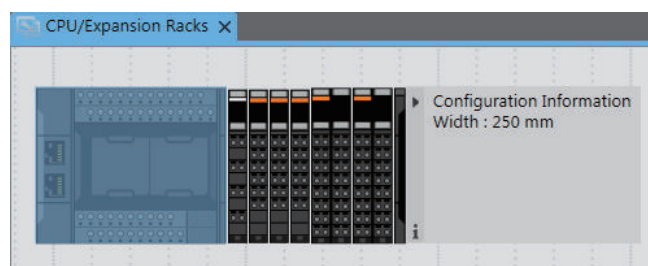 CPU/Expansion Racks X
Configuration Information
Width : 250 mm
i